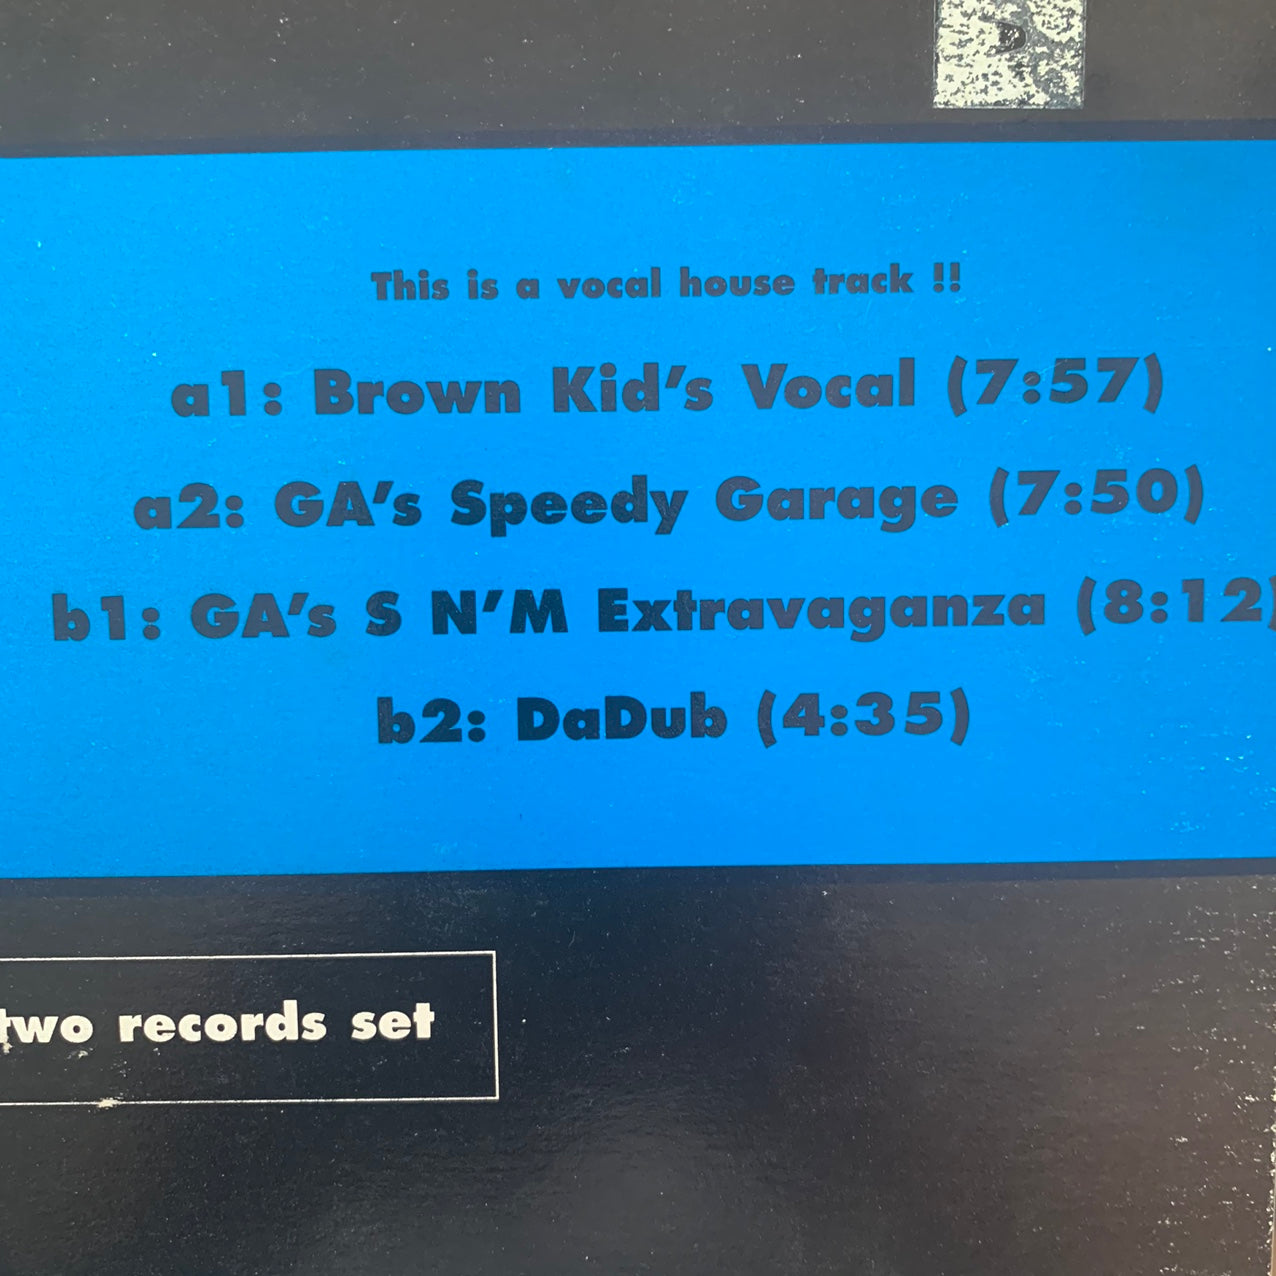 This is a vocal house track !!
a1: Brown Kid's Vocal (7:57)
a2: GA's Speedy Garage (7:50)
b1: GA's S N'M Extravaganza (8:12)
b2: DaDub (4:35)
two records set